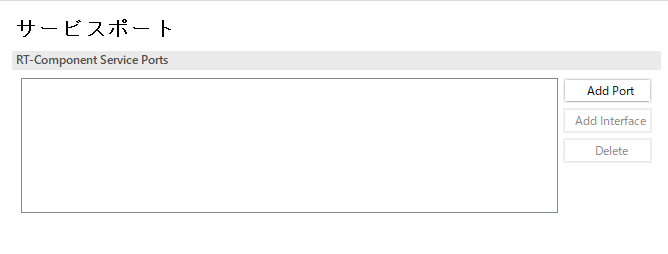 サービスポート
RT-Component Service Ports
Add Port
Add Interface
Delete